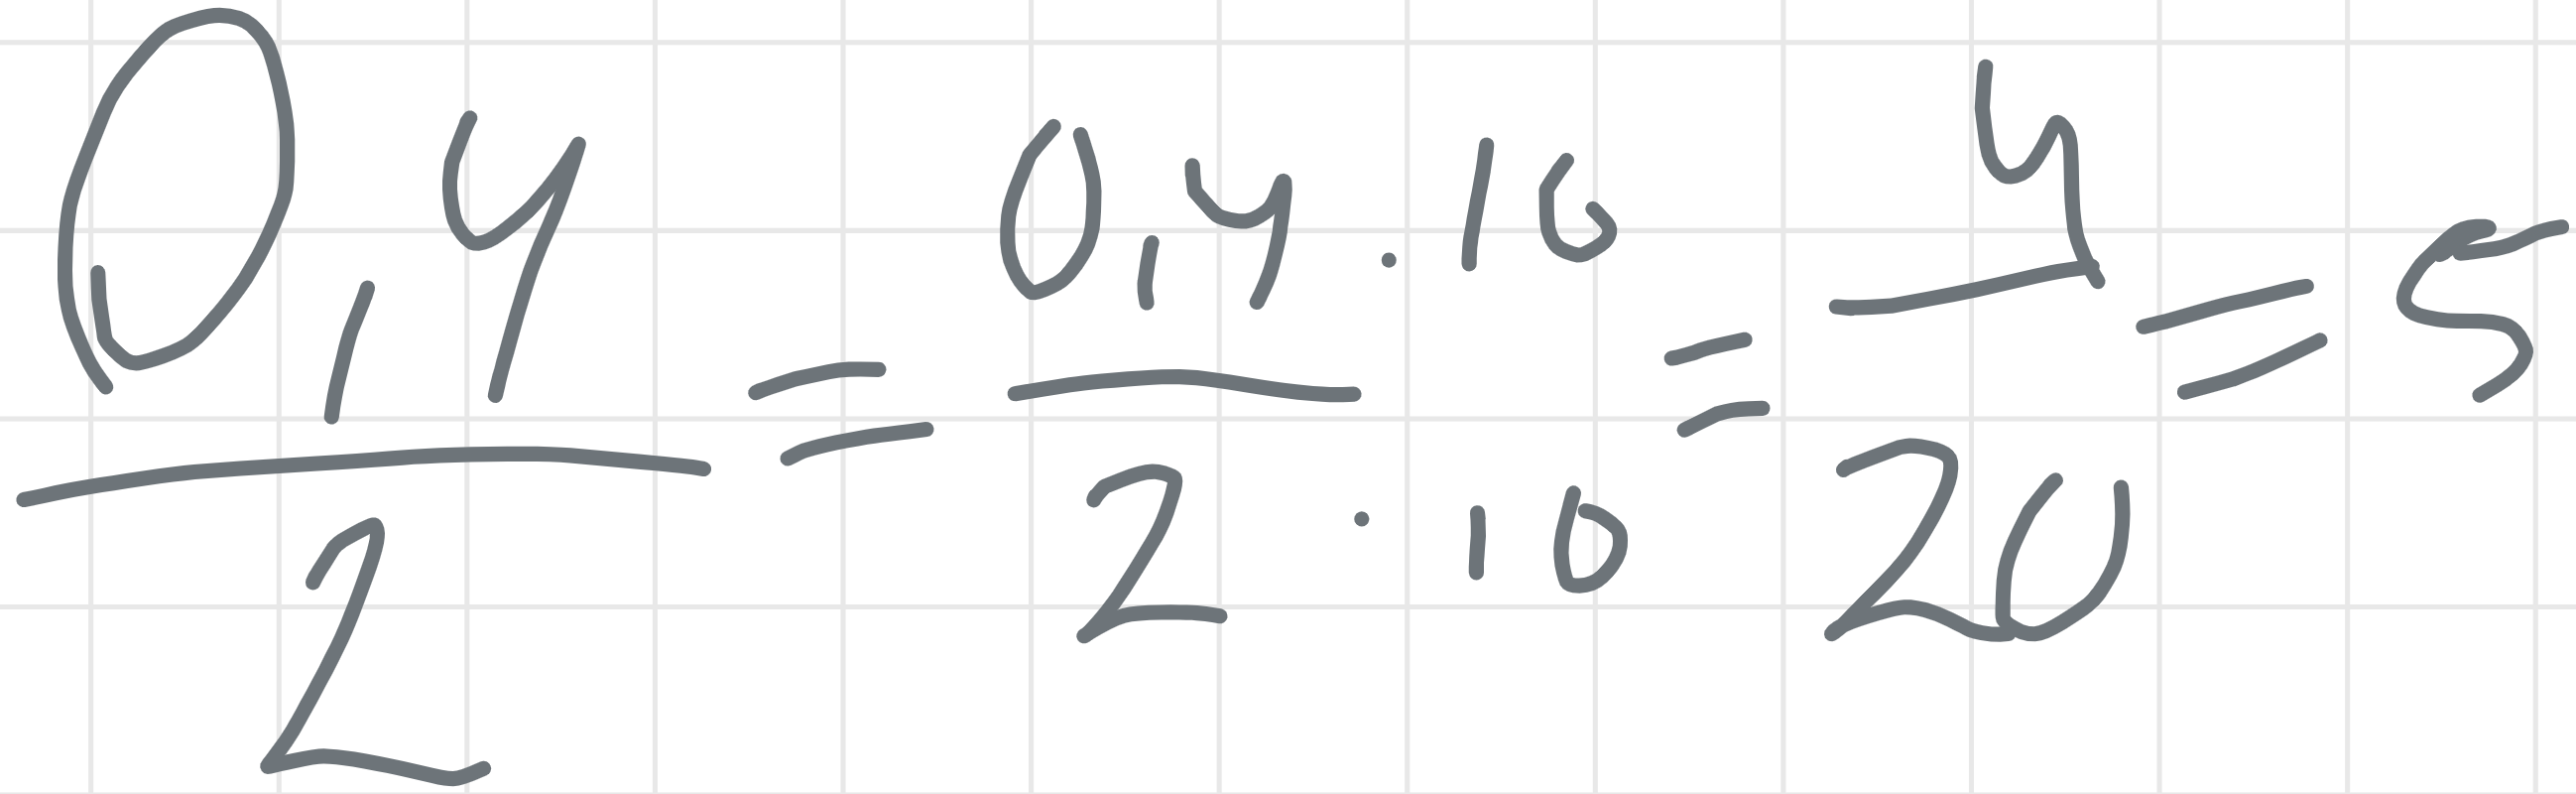 0,4/2 = 0,4 · 10 / 2 · 10 = 4/20 = 5